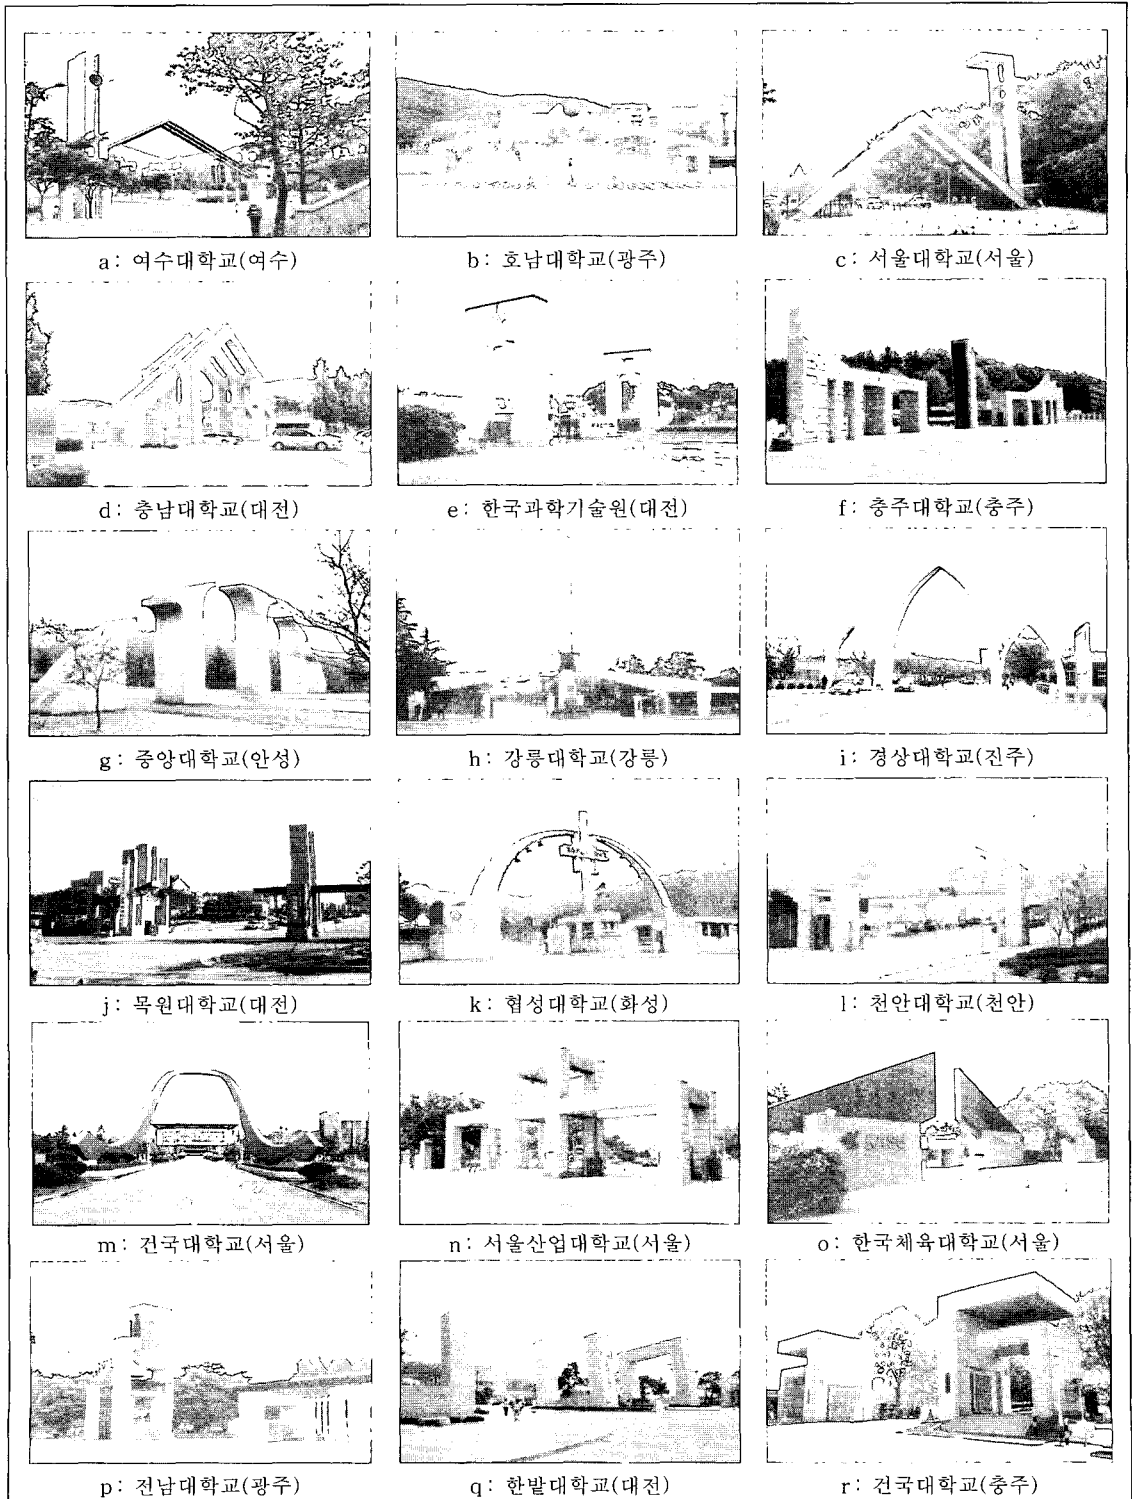 a: 여수대학교(여수)
b: 호남대학교(광주)
c: 서울대학교(서울)
d: 충남대학교(대전)
e: 한국과학기술원(대전)
f: 충주대학교(충주)
g: 중앙대학교(안성)
h: 강릉대학교(강릉)
i: 경상대학교(진주)
j: 목원대학교(대전)
k: 협성대학교(화성)
l: 천안대학교(천안)
m: 건국대학교(서울)
n: 서울산업대학교(서울)
o: 한국체육대학교(서울)
p: 전남대학교(광주)
q: 한밭대학교(대전)
r: 건국대학교(충주)